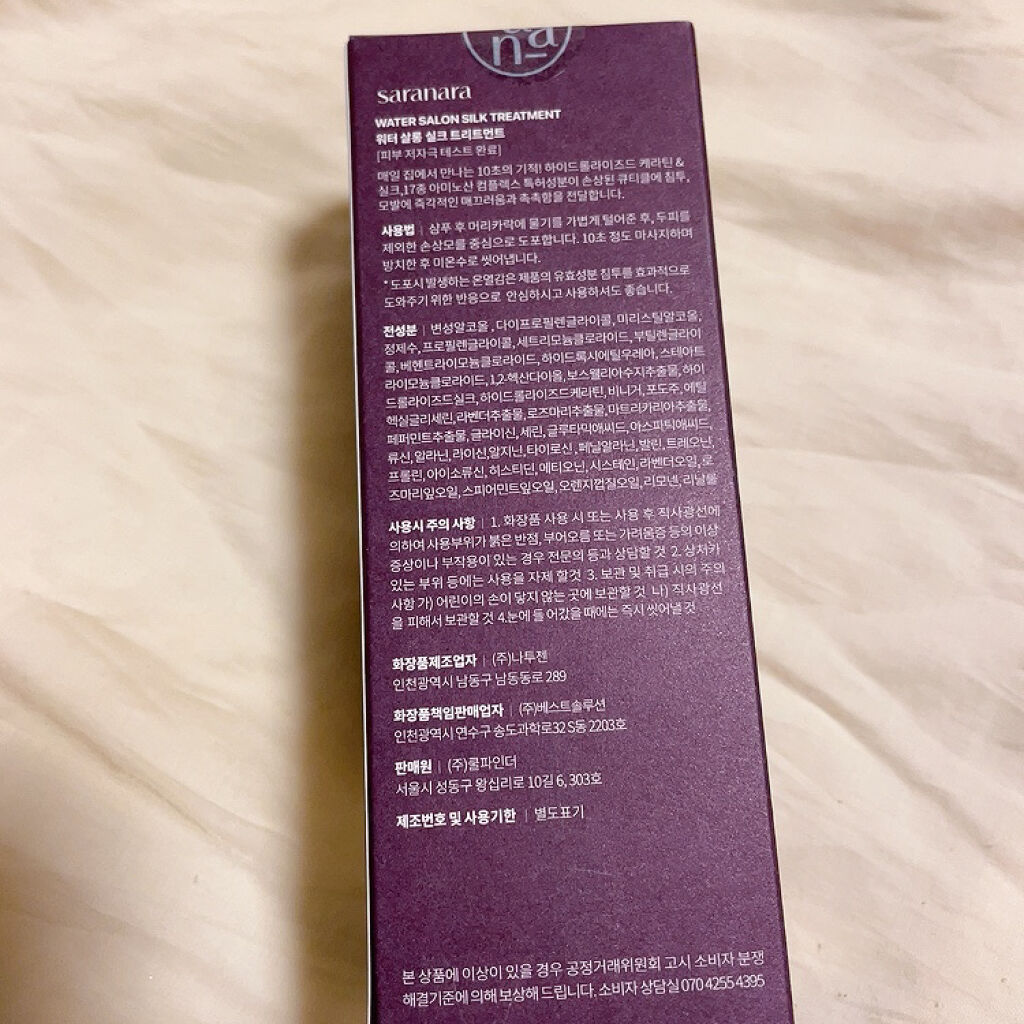 na
saranara
WATER SALON SILK TREATMENT
워터 살롱 실크 트리트먼트
[피부 저자극 테스트 완료]
매일 집에서 만나는 10초의 기적! 하이드롤라이즈드 케라틴 &
실크,17종 아미노산 컴플렉스 특허성분이 손상된 큐티클에 침투,
모발에 즉각적인 매끄러움과 촉촉함을 전달합니다.
사용법 | 샴푸 후 머리카락에 물기를 가볍게 털어준 후, 두피를
제외한 손상모를 중심으로 도포합니다. 10초 정도 마사지하며
방치한 후 미온수로 씻어냅니다.
* 도포시 발생하는 온열감은 제품의 유효성분 침투를 효과적으로
도와주기 위한 반응으로 안심하시고 사용하셔도 좋습니다.
전성분 | 변성알코올 , 다이프로필렌글라이콜, 미리스틸알코올,
정제수, 프로필렌글라이콜, 세트리모늄클로라이드, 부틸렌글라이
콜, 베헨트라이모늄클로라이드, 하이드록시에틸우레아, 스테아트
라이모늄클로라이드, 1,2-헥산다이올, 보스웰리아수지추출물, 하이
드롤라이즈드실크, 하이드롤라이즈드케라틴, 비니거, 포도주, 에틸
헥실글리세린, 라벤더추출물, 로즈마리추출물, 마트리카리아추출물,
페퍼민트추출물, 글라이신, 세린, 글루타믹애씨드, 아스파틱애씨드,
류신, 알라닌, 라이신,알지닌, 타이로신, 페닐알라닌, 발린, 트레오닌,
프롤린, 아이소류신, 히스티딘, 메티오닌, 시스테인, 라벤더오일, 로
즈마리잎오일, 스피어민트잎오일, 오렌지껍질오일, 리모넨, 리날룰
사용시 주의 사항 | 1. 화장품 사용 시 또는 사용 후 직사광선에
의하여 사용부위가 붉은 반점, 부어오름 또는 가려움증 등의 이상
증상이나 부작용이 있는 경우 전문의 등과 상담할 것 2. 상처가
있는 부위 등에는 사용을 자제 할것 3. 보관 및 취급 시의 주의
사항 가) 어린이의 손이 닿지 않는 곳에 보관할 것 나) 직사광선
을 피해서 보관할 것 4.눈에 들어갔을 때에는 즉시 씻어낼 것
화장품제조업자 | (주)나투젠
인천광역시 남동구 남동동로 289
화장품책임판매업자 | (주)베스트솔루션
인천광역시 연수구 송도과학로32 S동 2203호
판매원 | (주)쿨파인더
서울시 성동구 왕십리로 10길 6, 303호
제조번호 및 사용기한 | 별도표기
본 상품에 이상이 있을 경우 공정거래위원회 고시 소비자 분쟁
해결기준에 의해 보상해 드립니다. 소비자 상담실 070 4255 4395